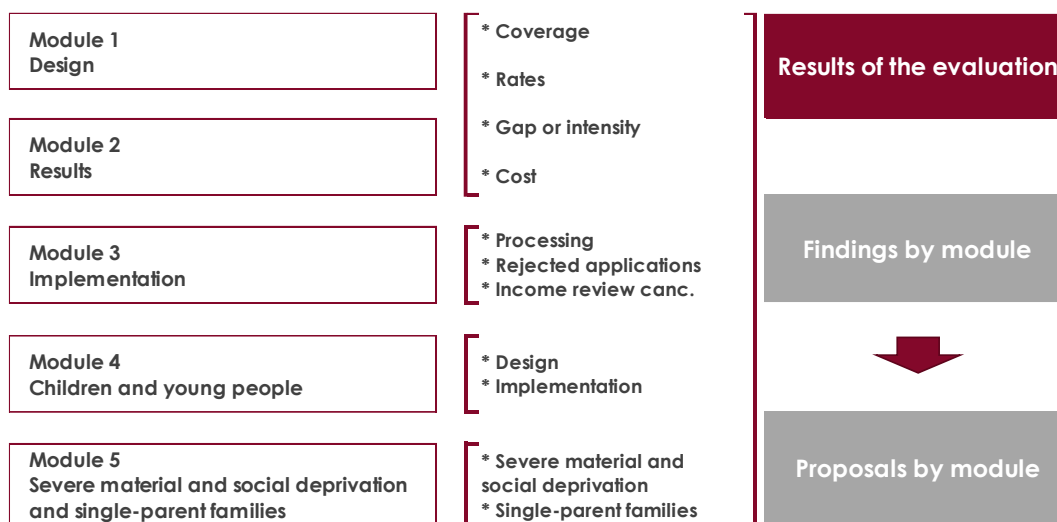 Module 1
Design
Module 2
Results
* Coverage
* Rates
* Gap or intensity
* Cost
Module 3
Implementation
* Processing
* Rejected applications
* Income review canc.
Module 4
Children and young people
* Design
* Implementation
Module 5
Severe material and social deprivation
and single-parent families
* Severe material and
social deprivation
* Single-parent families
Results of the evaluation
Findings by module
Proposals by module